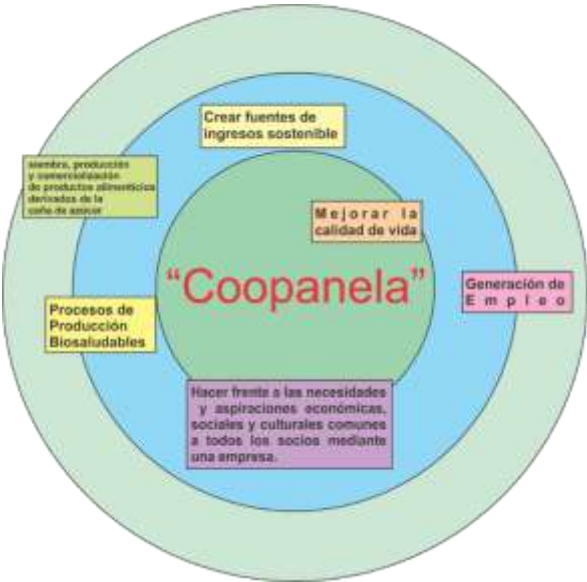 Crear fuentes de
ingresos sostenible
siembra, producción
y comercialización
de productos alimenticios
derivados de la
caña de azúcar
Mejorar la
calidad de vida
“Coopanela”
Generación de
Empleo
Procesos de
Producción
Biosaludables
Hacer frente a las necesidades
y aspiraciones económicas,
sociales y culturales comunes
a todos los socios mediante
una empresa.